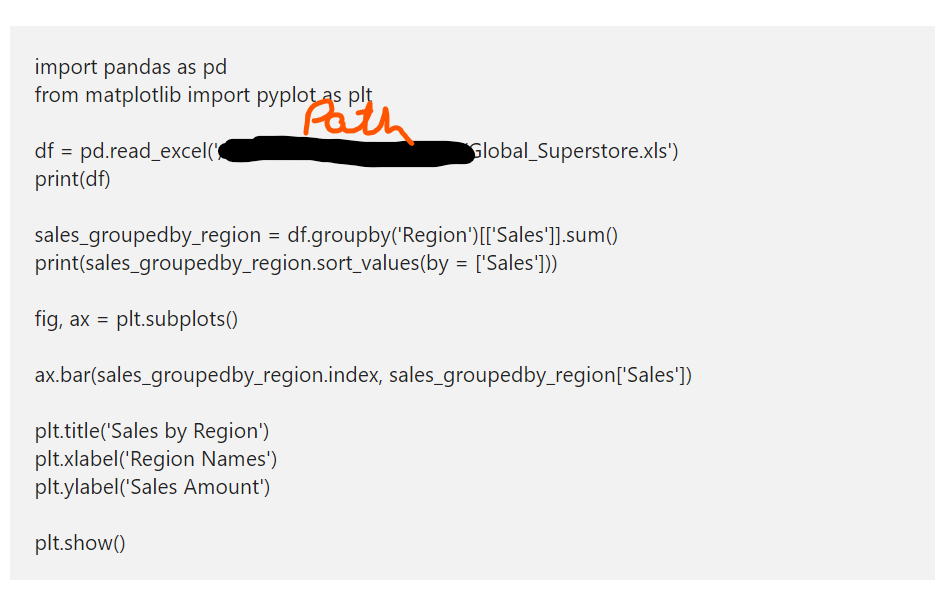 import pandas as pd
from matplotlib import pyplot as plt
Path
df = pd.read_excel('/Global_Superstore.xls')
print(df)
sales_groupedby_region = df.groupby('Region')[['Sales']].sum()
print(sales_groupedby_region.sort_values(by = ['Sales']))
fig, ax = plt.subplots()
ax.bar(sales_groupedby_region.index, sales_groupedby_region['Sales'])
plt.title('Sales by Region')
plt.xlabel('Region Names')
plt.ylabel('Sales Amount')
plt.show()